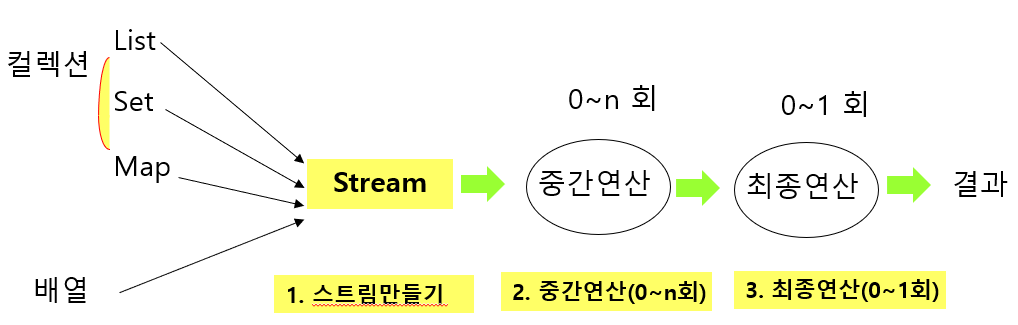 컬렉션
List
Set
Map
배열
Stream
0~n 회
중간연산
0~1 회
최종연산
결과
1. 스트림만들기
2. 중간연산(0~n회)
3. 최종연산(0~1회)